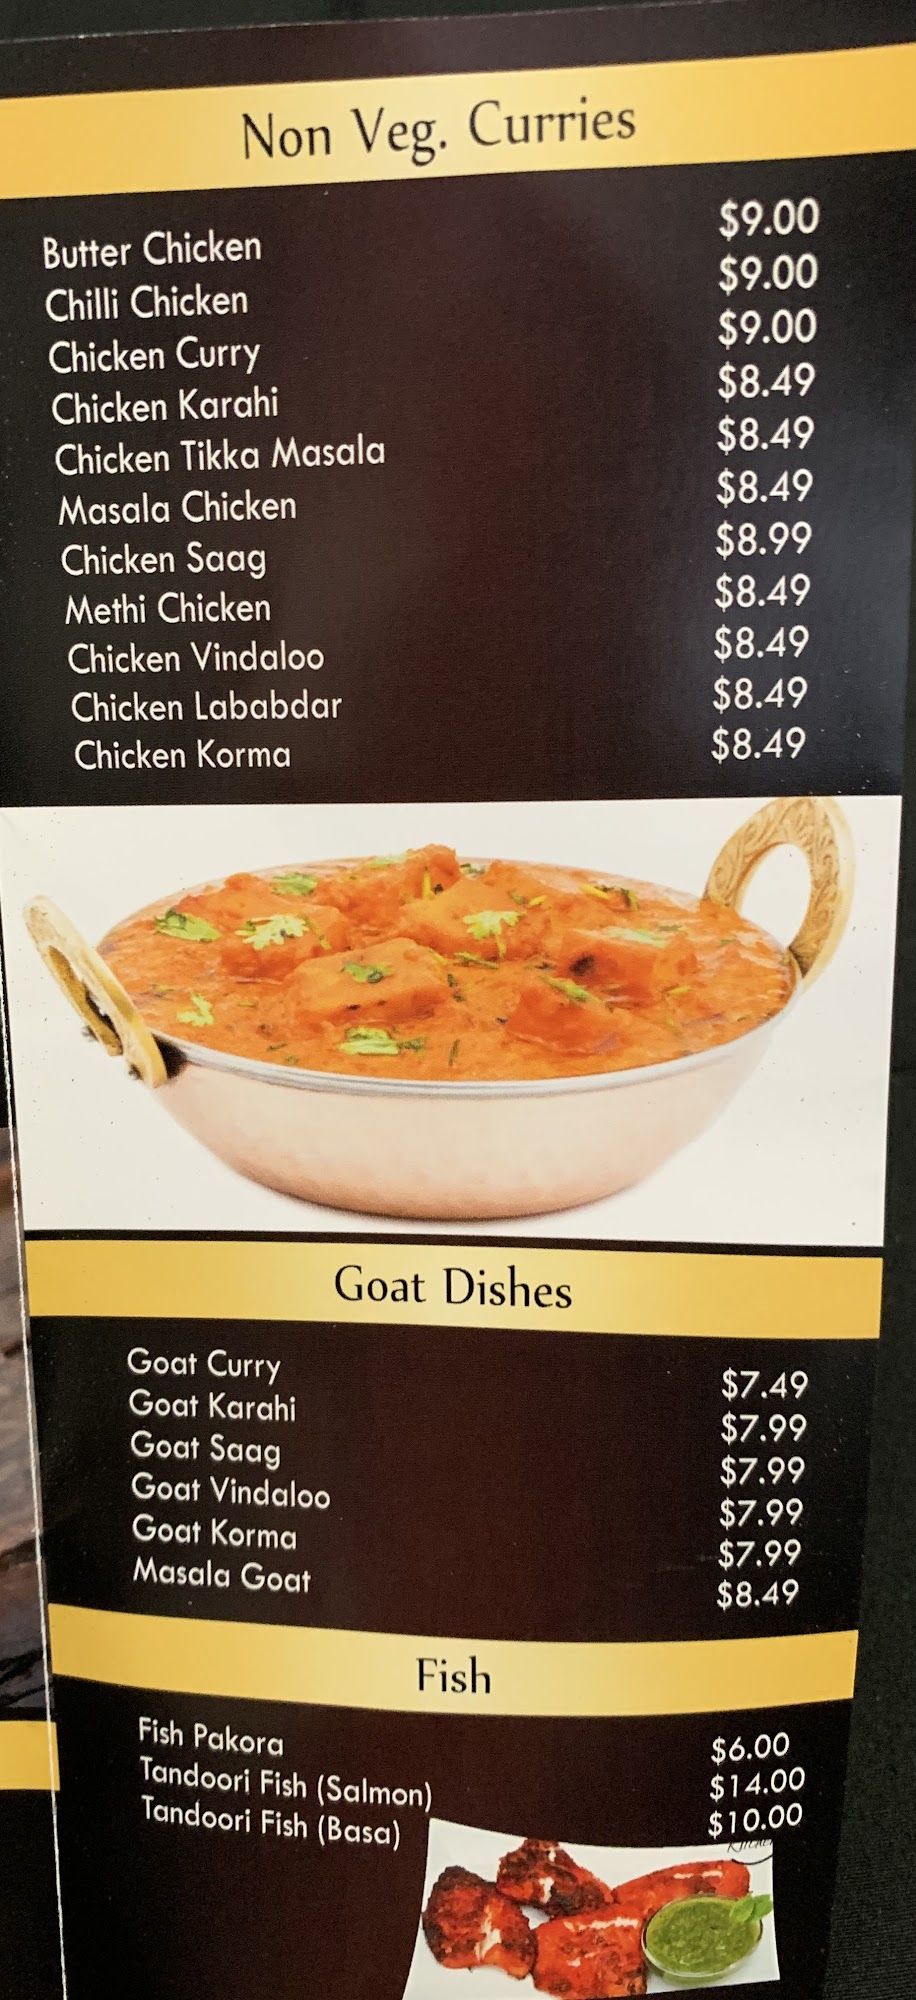 Non Veg. Curries
Butter Chicken $9.00
Chilli Chicken $9.00
Chicken Curry $9.00
Chicken Karahi $8.49
Chicken Tikka Masala $8.49
Masala Chicken $8.49
Chicken Saag $8.99
Methi Chicken $8.49
Chicken Vindaloo $8.49
Chicken Lababdar $8.49
Chicken Korma $8.49
Goat Dishes
Goat Curry $7.49
Goat Karahi $7.99
Goat Saag $7.99
Goat Vindaloo $7.99
Goat Korma $7.99
Masala Goat $8.49
Fish
Fish Pakora $6.00
Tandoori Fish (Salmon) $14.00
Tandoori Fish (Basa) $10.00